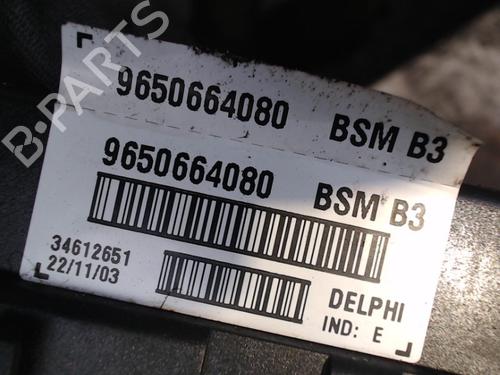 B-PARTS
9650664080 BSM B3
9650664080 BSM B3
34612651
22/11/03
DELPHI
IND: E